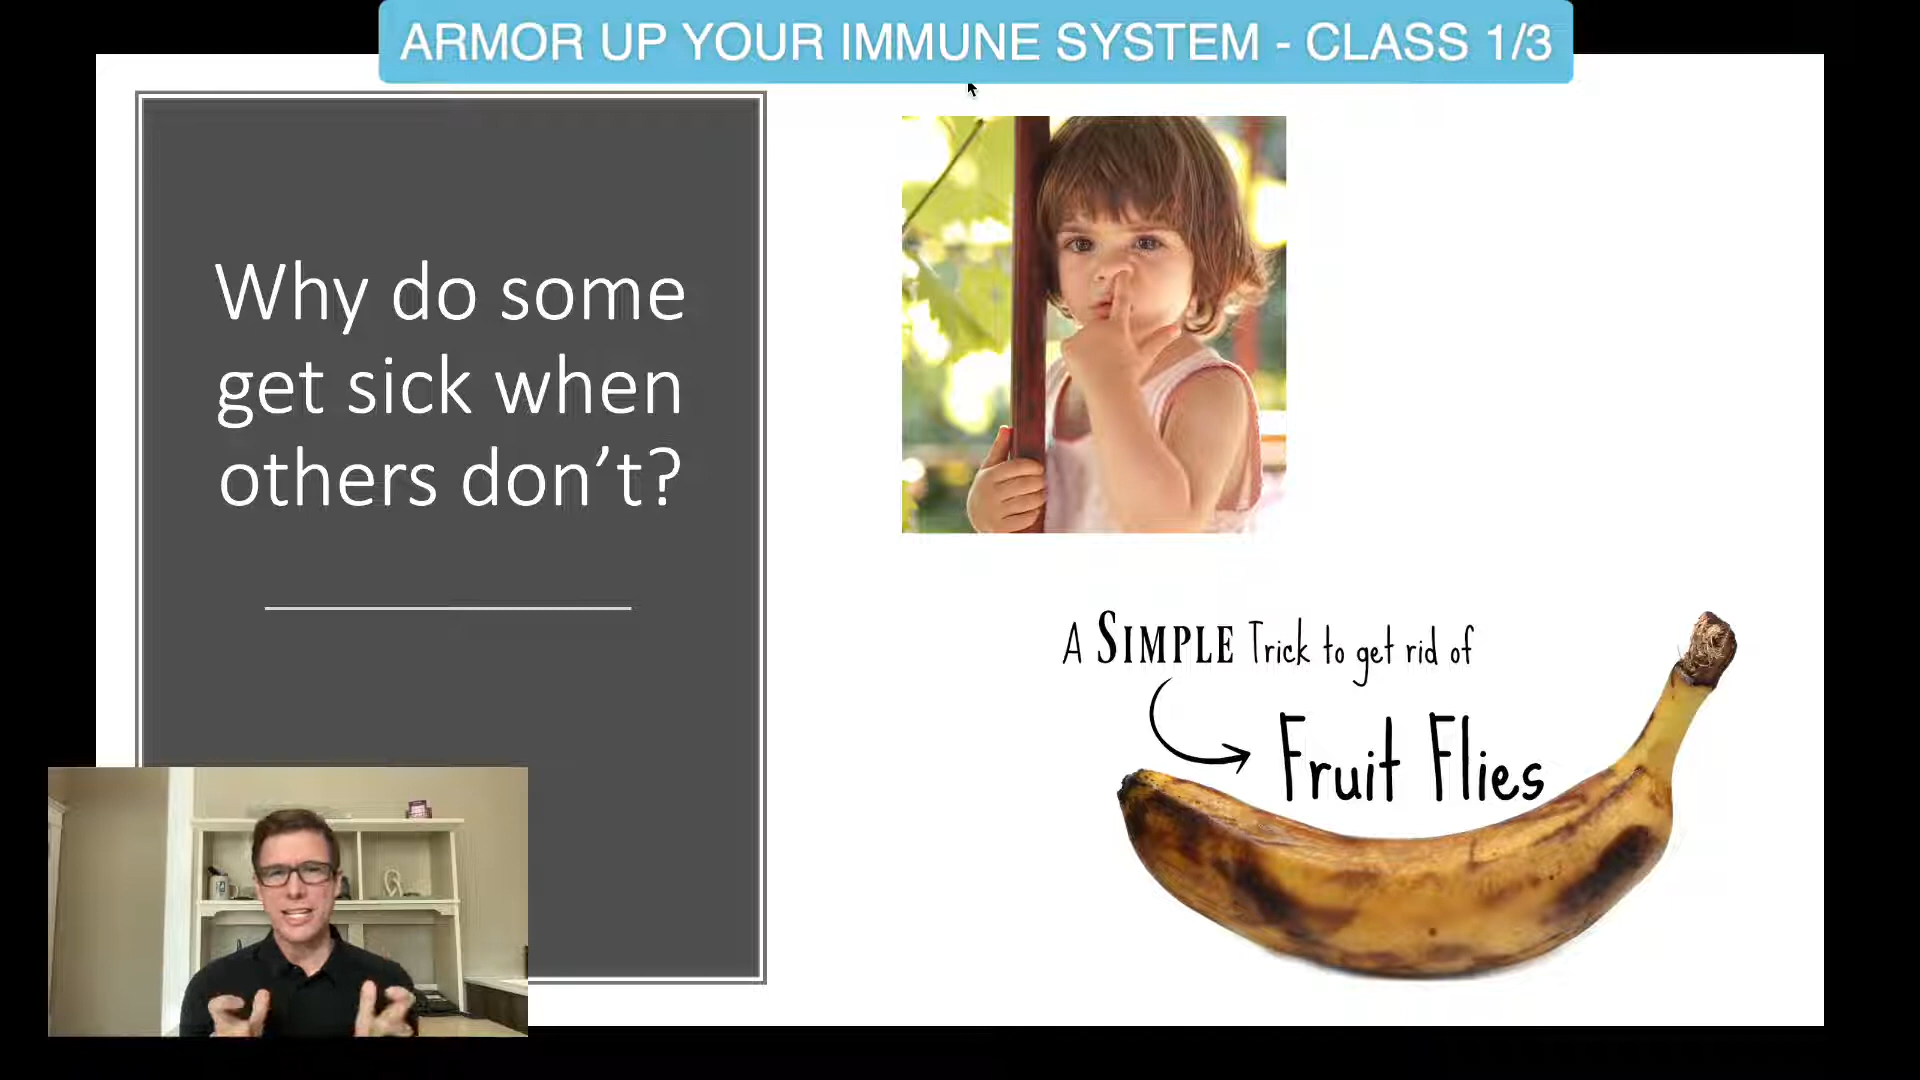 ARMOR UP YOUR IMMUNE SYSTEM - CLASS 1/3
Why do some
get sick when
others don’t?
A SIMPLE Trick to get rid of
Fruit Flies